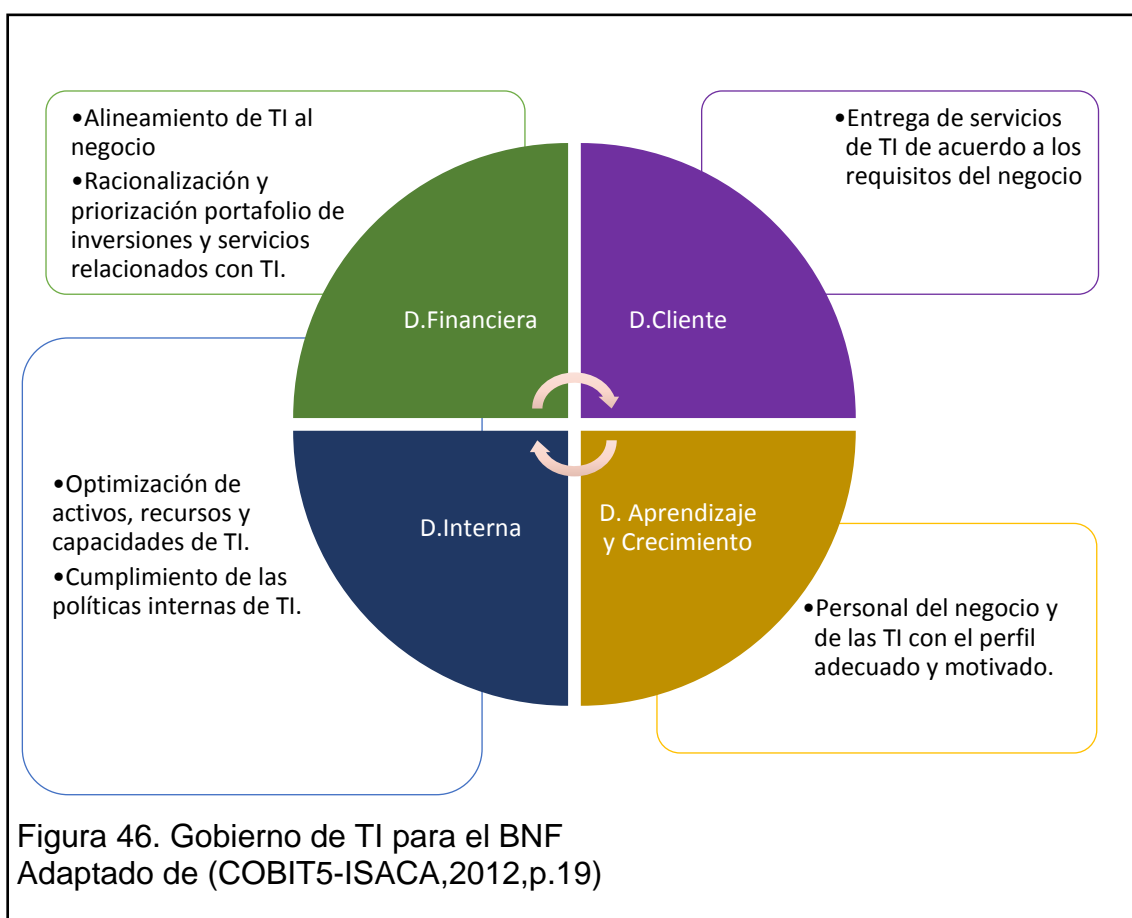 •Alineamiento de TI al
negocio
•Racionalización y
priorización portafolio de
inversiones y servicios
relacionados con TI.
•Entrega de servicios
de TI de acuerdo a los
requisitos del negocio
D.Financiera
D.Cliente
•Optimización de
activos, recursos y
capacidades de TI.
•Cumplimiento de las
políticas internas de TI.
D.Interna
D. Aprendizaje
y Crecimiento
•Personal del negocio y
de las TI con el perfil
adecuado y motivado.
Figura 46. Gobierno de TI para el BNF
Adaptado de (COBIT5-ISACA,2012,p.19)